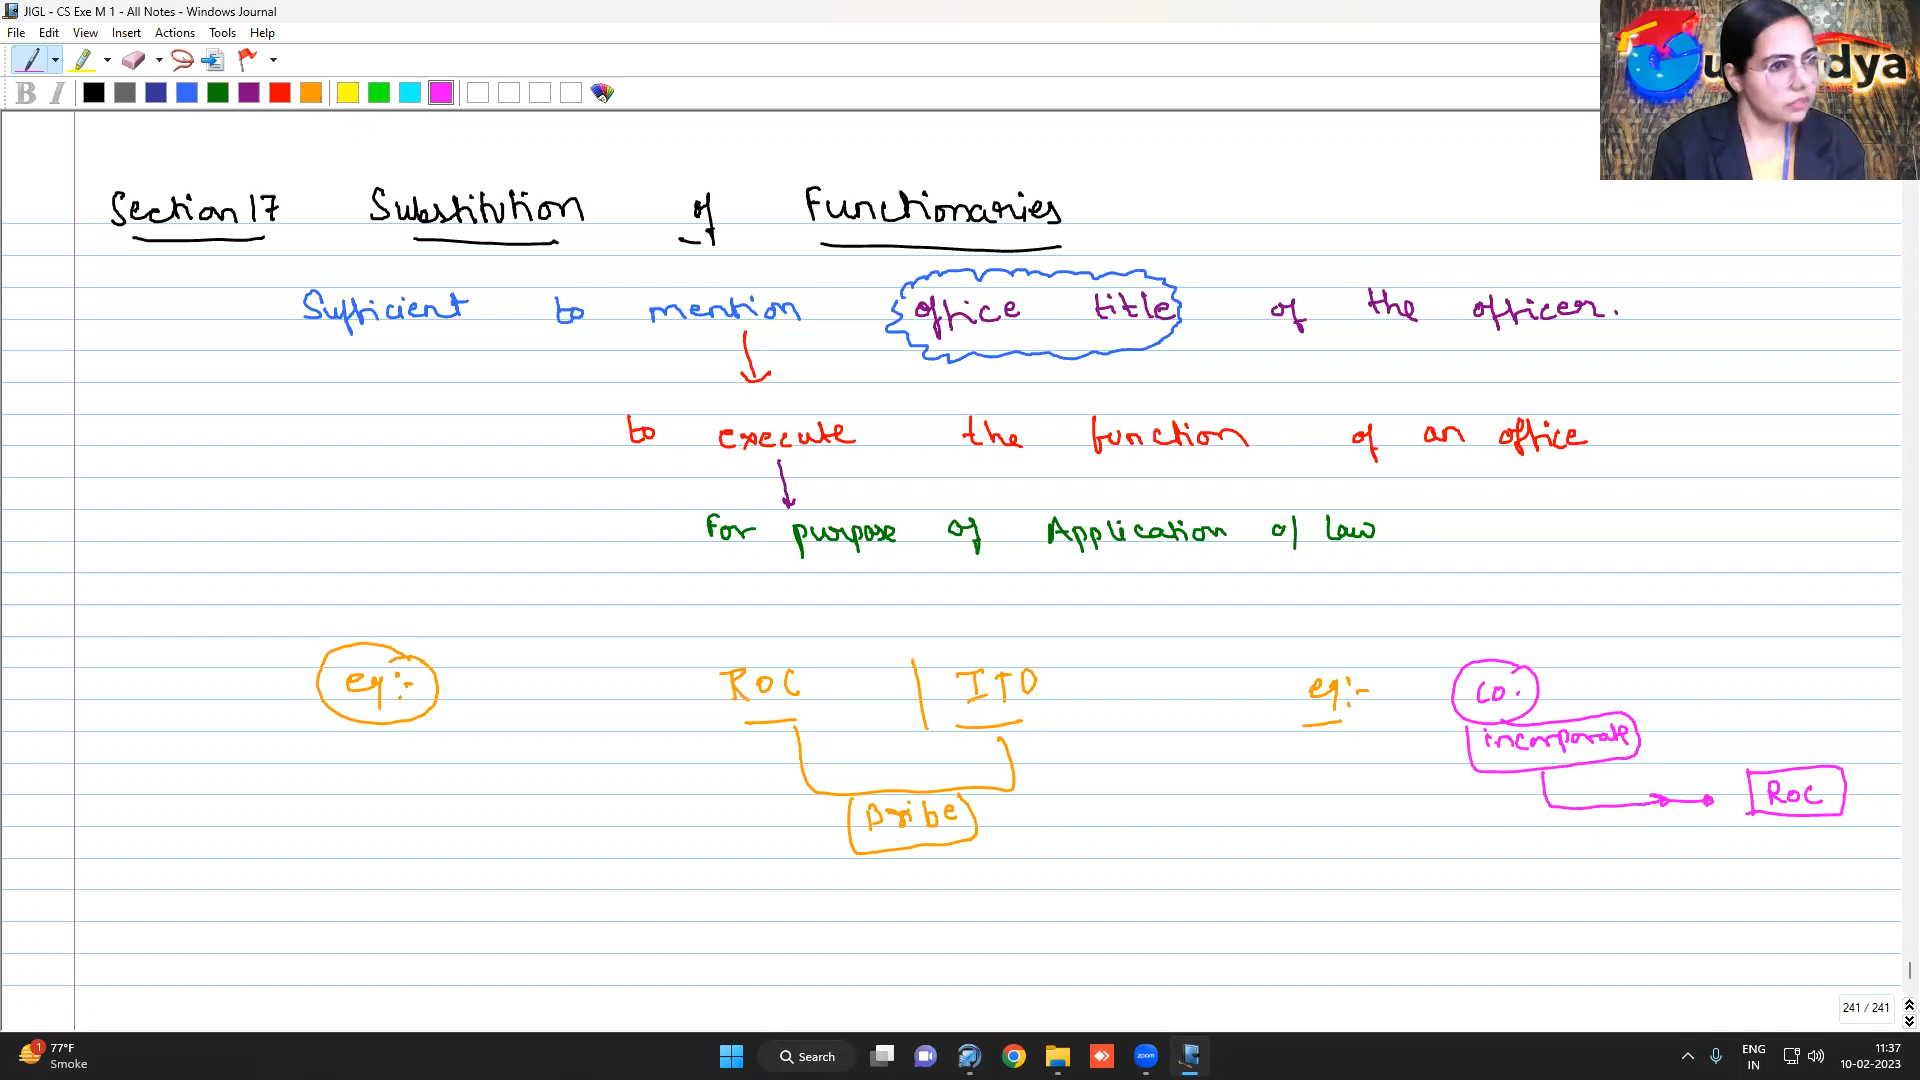 JIGL - CS Exe M 1 - All Notes - Windows Journal
File Edit View Insert Actions Tools Help
B I
Section 17 Substitution of Functionaries
Sufficient to mention office title of the officer.
to execute the function of an office
For purpose of Application of law
eg:- ROC | ITO eg:- Co.
incorporate
Bribe
ROC
241 / 241
1
77°F
Smoke
Search
zoom
ENG
IN
11:37
10-02-2023